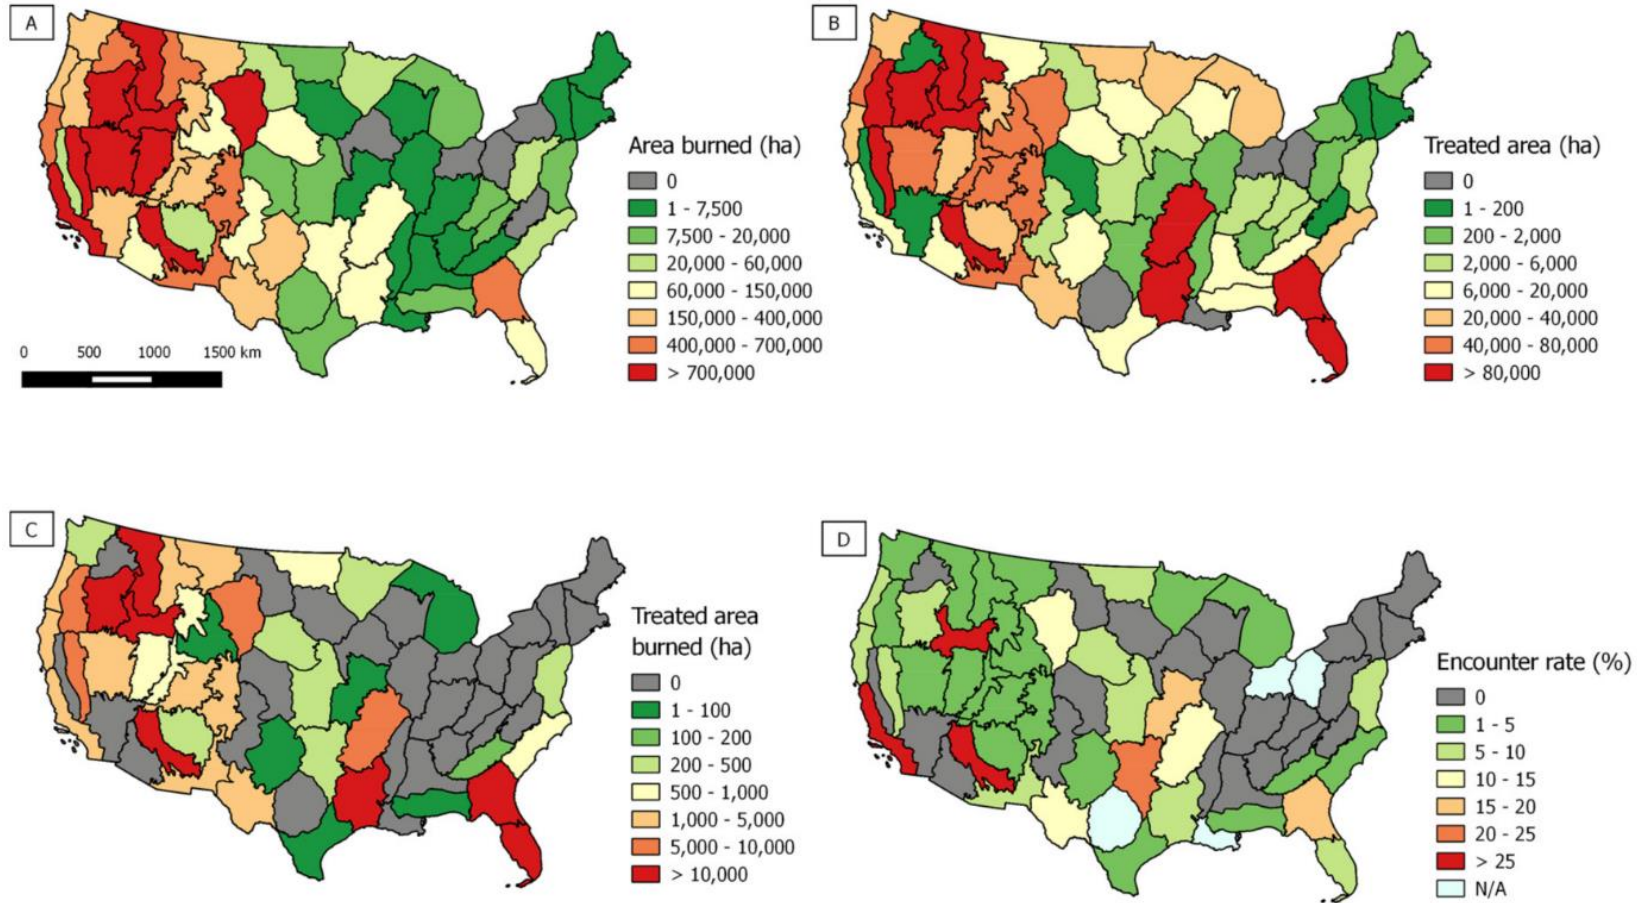 A
Area burned (ha)
0
1 - 7,500
7,500 - 20,000
20,000 - 60,000
60,000 - 150,000
150,000 - 400,000
400,000 - 700,000
> 700,000
0 500 1000 1500 km
B
Treated area (ha)
0
1 - 200
200 - 2,000
2,000 - 6,000
6,000 - 20,000
20,000 - 40,000
40,000 - 80,000
> 80,000
C
Treated area
burned (ha)
0
1 - 100
100 - 200
200 - 500
500 - 1,000
1,000 - 5,000
5,000 - 10,000
> 10,000
D
Encounter rate (%)
0
1 - 5
5 - 10
10 - 15
15 - 20
20 - 25
> 25
N/A